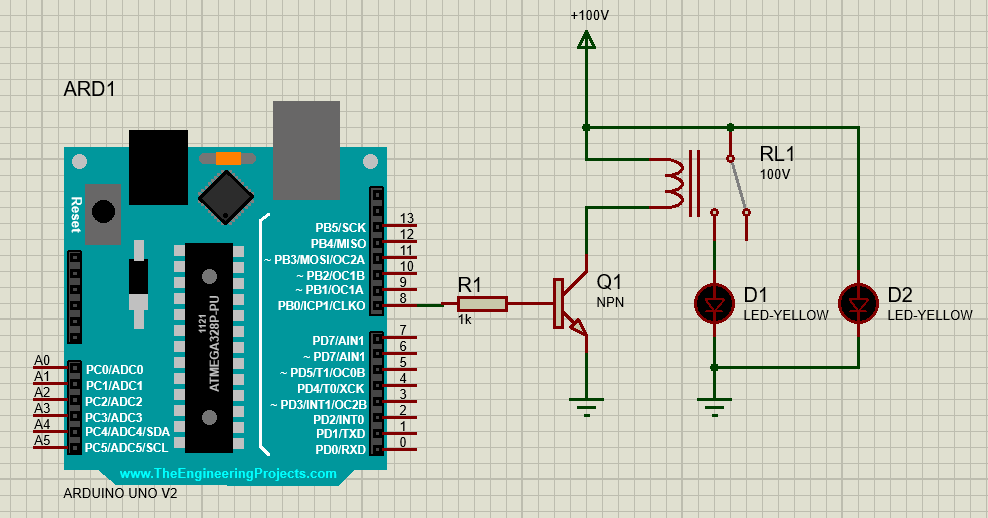 +100V
ARD1
RL1
100V
Reset
PB5/SCK 13
PB4/MISO 12
~ PB3/MOSI/OC2A 11
~ PB2/OC1B 10
~ PB1/OC1A 9
PB0/ICP1/CLKO 8
R1
1k
Q1
NPN
D1
LED-YELLOW
D2
LED-YELLOW
1121
ATMEGA328P-PU
PD7/AIN1 7
~ PD7/AIN1 6
~ PD5/T1/OC0B 5
PD4/T0/XCK 4
~ PD3/INT1/OC2B 3
PD2/INT0 2
PD1/TXD 1
PD0/RXD 0
A0 PC0/ADC0
A1 PC1/ADC1
A2 PC2/ADC2
A3 PC3/ADC3
A4 PC4/ADC4/SDA
A5 PC5/ADC5/SCL
www.TheEngineeringProjects.com
ARDUINO UNO V2